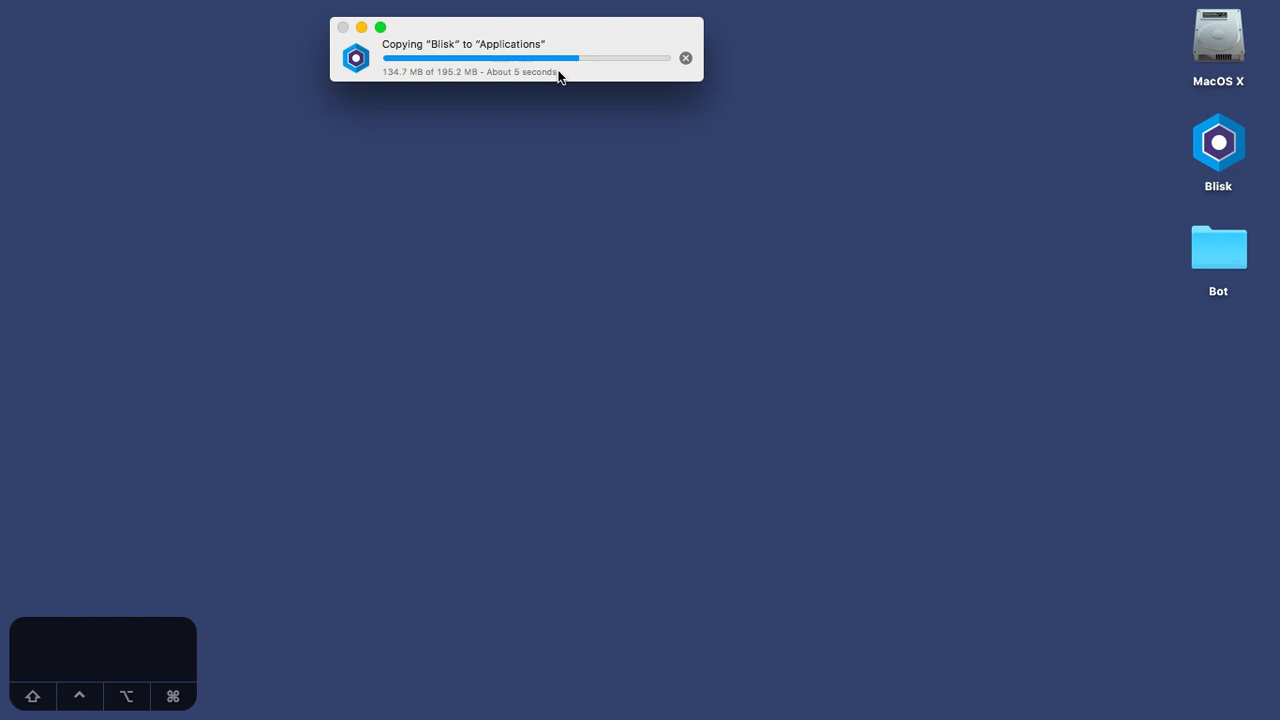 Copying “Blisk” to “Applications”
134.7 MB of 195.2 MB - About 5 seconds
MacOS X
Blisk
Bot